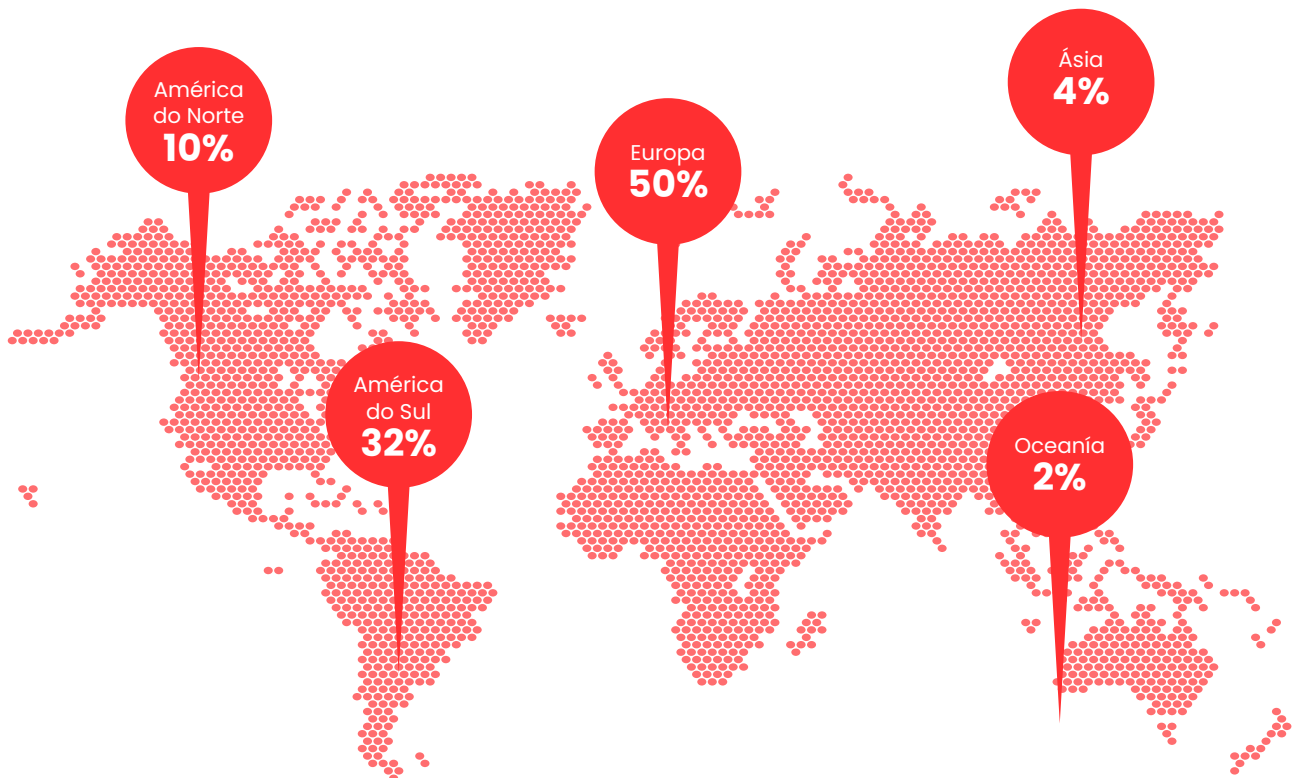 América
do Norte
10%
Europa
50%
Ásia
4%
América
do Sul
32%
Oceanía
2%